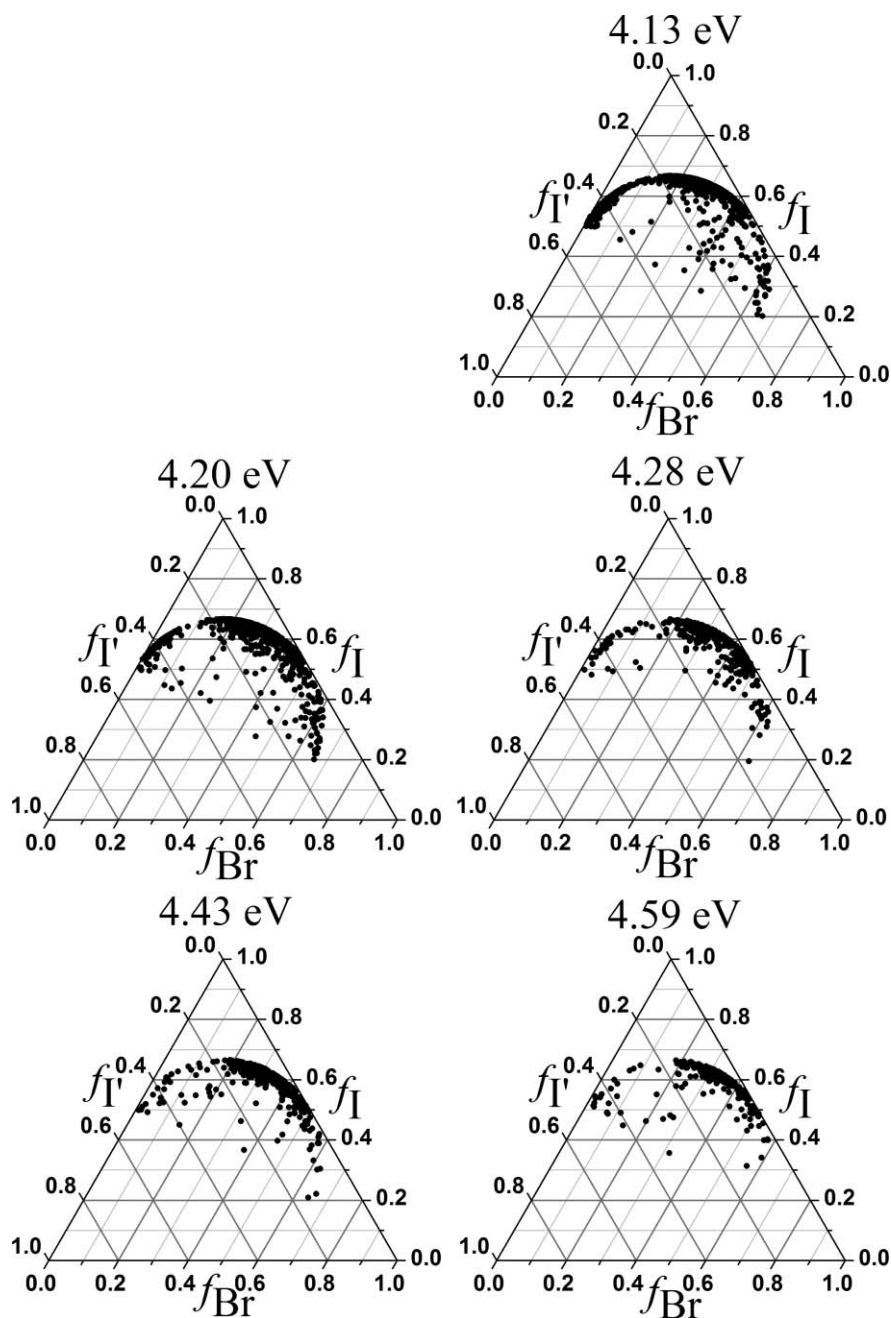 4.13 eV
0.0 1.0
0.2 0.8
0.4 0.6
fI' fI
0.6 0.4
0.8 0.2
1.0 0.0
0.0 0.2 0.4 0.6 0.8 1.0
fBr
4.20 eV 4.28 eV
0.0 1.0 0.0 1.0
0.2 0.8 0.2 0.8
0.4 0.6 0.4 0.6
fI' fI fI' fI
0.6 0.4 0.6 0.4
0.8 0.2 0.8 0.2
1.0 0.0 1.0 0.0
0.0 0.2 0.4 0.6 0.8 1.0 0.0 0.2 0.4 0.6 0.8 1.0
fBr fBr
4.43 eV 4.59 eV
0.0 1.0 0.0 1.0
0.2 0.8 0.2 0.8
0.4 0.6 0.4 0.6
fI' fI fI' fI
0.6 0.4 0.6 0.4
0.8 0.2 0.8 0.2
1.0 0.0 1.0 0.0
0.0 0.2 0.4 0.6 0.8 1.0 0.0 0.2 0.4 0.6 0.8 1.0
fBr fBr